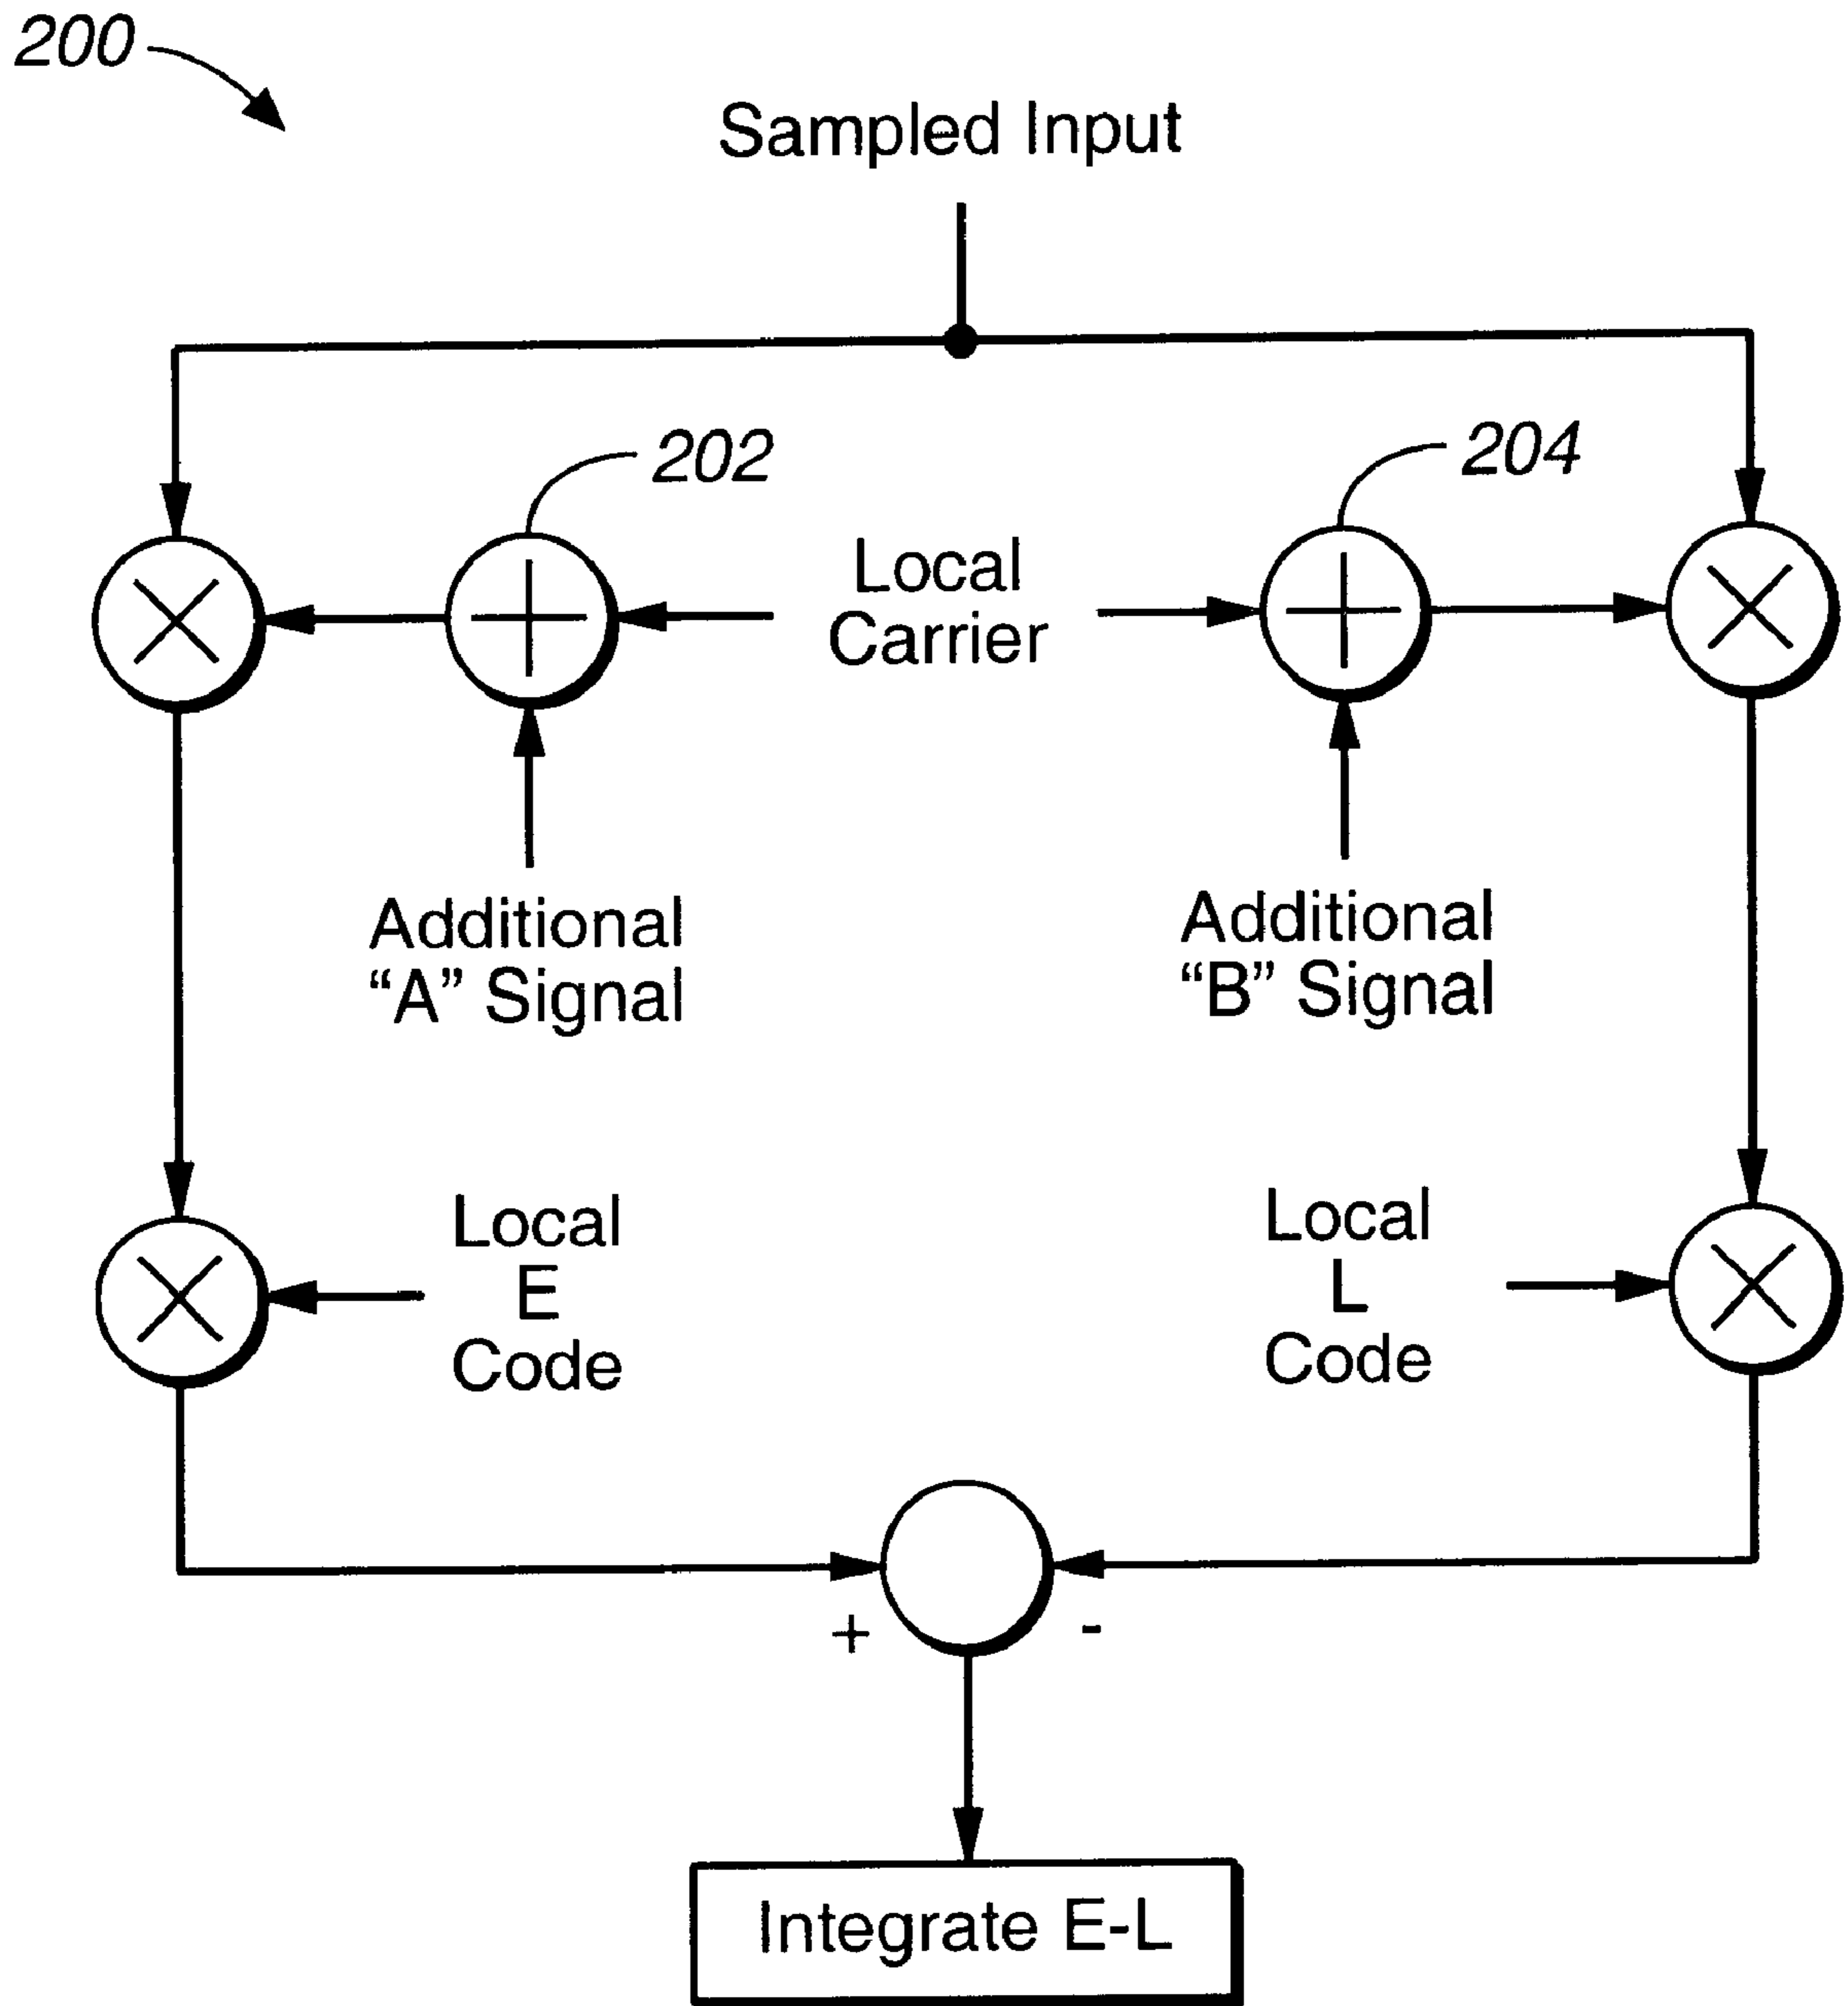 200
Sampled Input
202
204
Local
Carrier
Additional
“A” Signal
Additional
“B” Signal
Local
E
Code
Local
L
Code
+
-
Integrate E-L